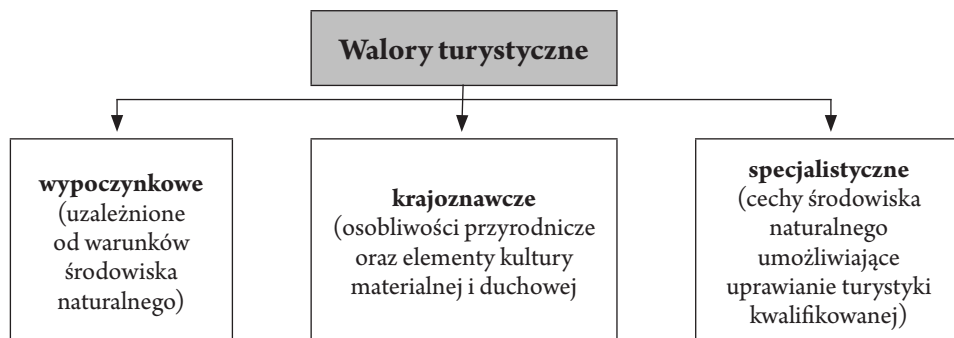 Walory turystyczne
wypoczynkowe
(uzależnione
od warunków
środowiska
naturalnego)
krajoznawcze
(osobliwości przyrodnicze
oraz elementy kultury
materialnej i duchowej
specjalistyczne
(cechy środowiska
naturalnego
umożliwiające
uprawianie turystyki
kwalifikowanej)